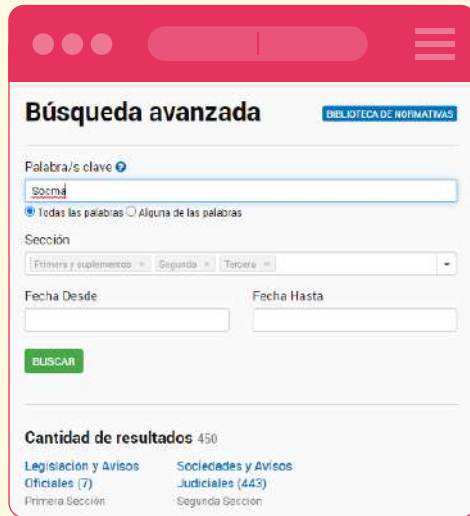 Búsqueda avanzada
BIBLIOTECA DE NORMATIVAS
Palabra/s clave
Socma
Todas las palabras Alguna de las palabras
Sección
Primera y suplementos × Segunda × Tercera ×
Fecha Desde Fecha Hasta
BUSCAR
Cantidad de resultados 450
Legislación y Avisos Sociedades y Avisos
Oficiales (7) Judiciales (443)
Primera Sección Segunda Sección